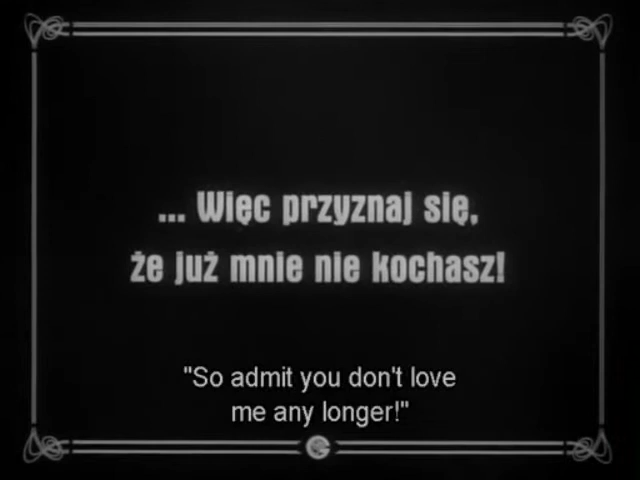 ... Więc przyznaj się,
że już mnie nie kochasz!
"So admit you don't love
me any longer!"